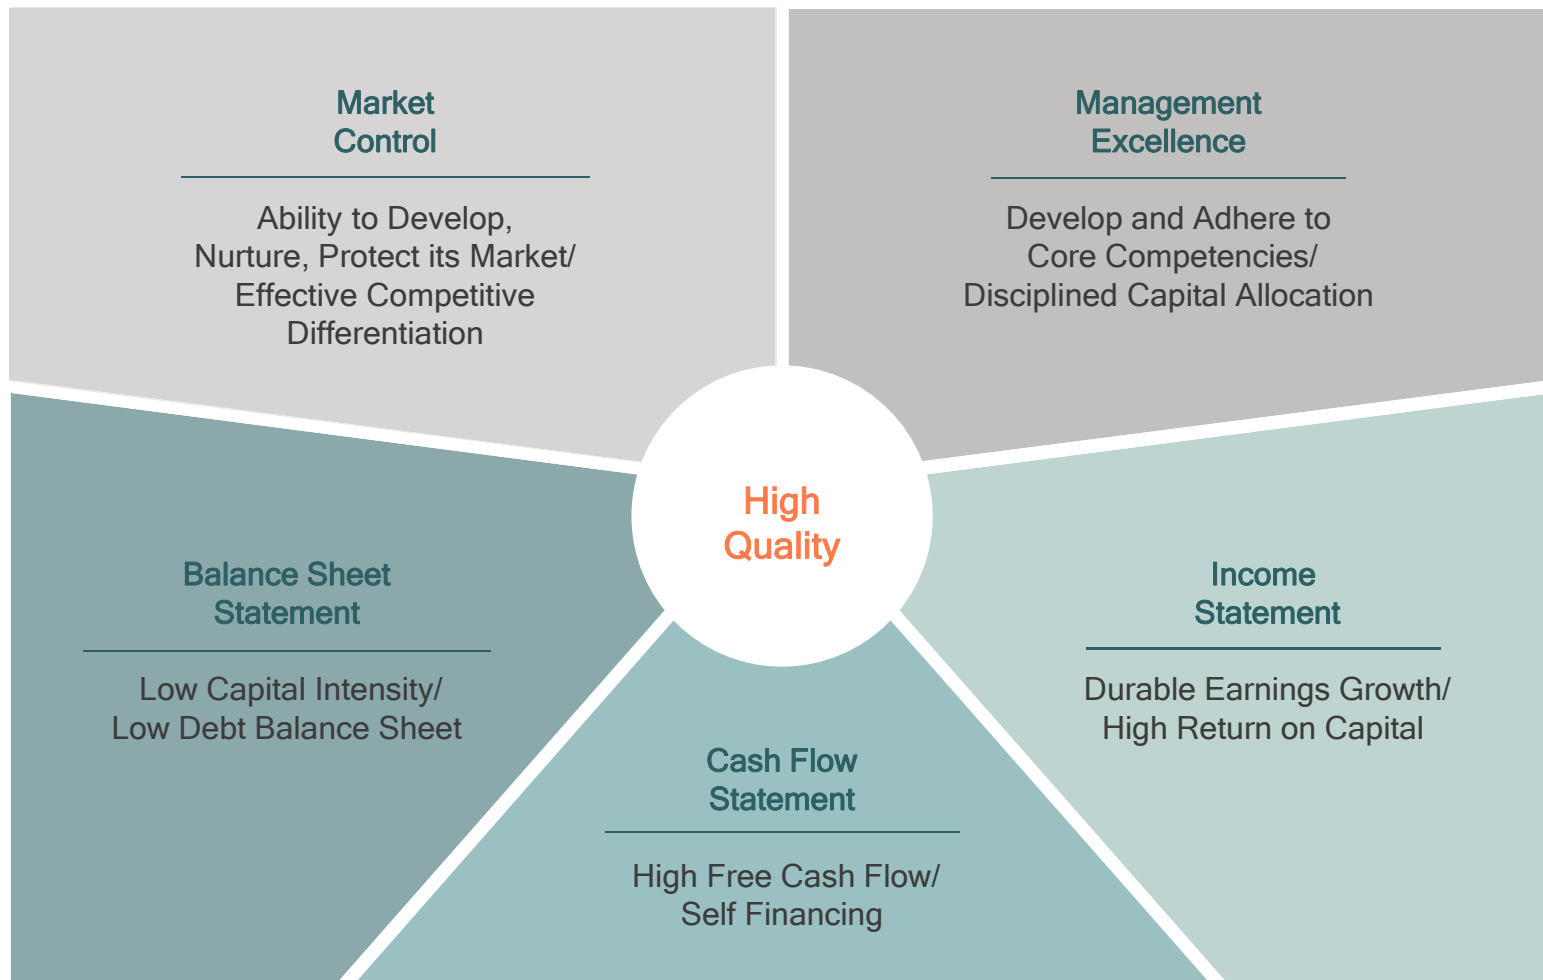 Market
Control
Ability to Develop,
Nurture, Protect its Market/
Effective Competitive
Differentiation
Management
Excellence
Develop and Adhere to
Core Competencies/
Disciplined Capital Allocation
High
Quality
Balance Sheet
Statement
Low Capital Intensity/
Low Debt Balance Sheet
Income
Statement
Durable Earnings Growth/
High Return on Capital
Cash Flow
Statement
High Free Cash Flow/
Self Financing